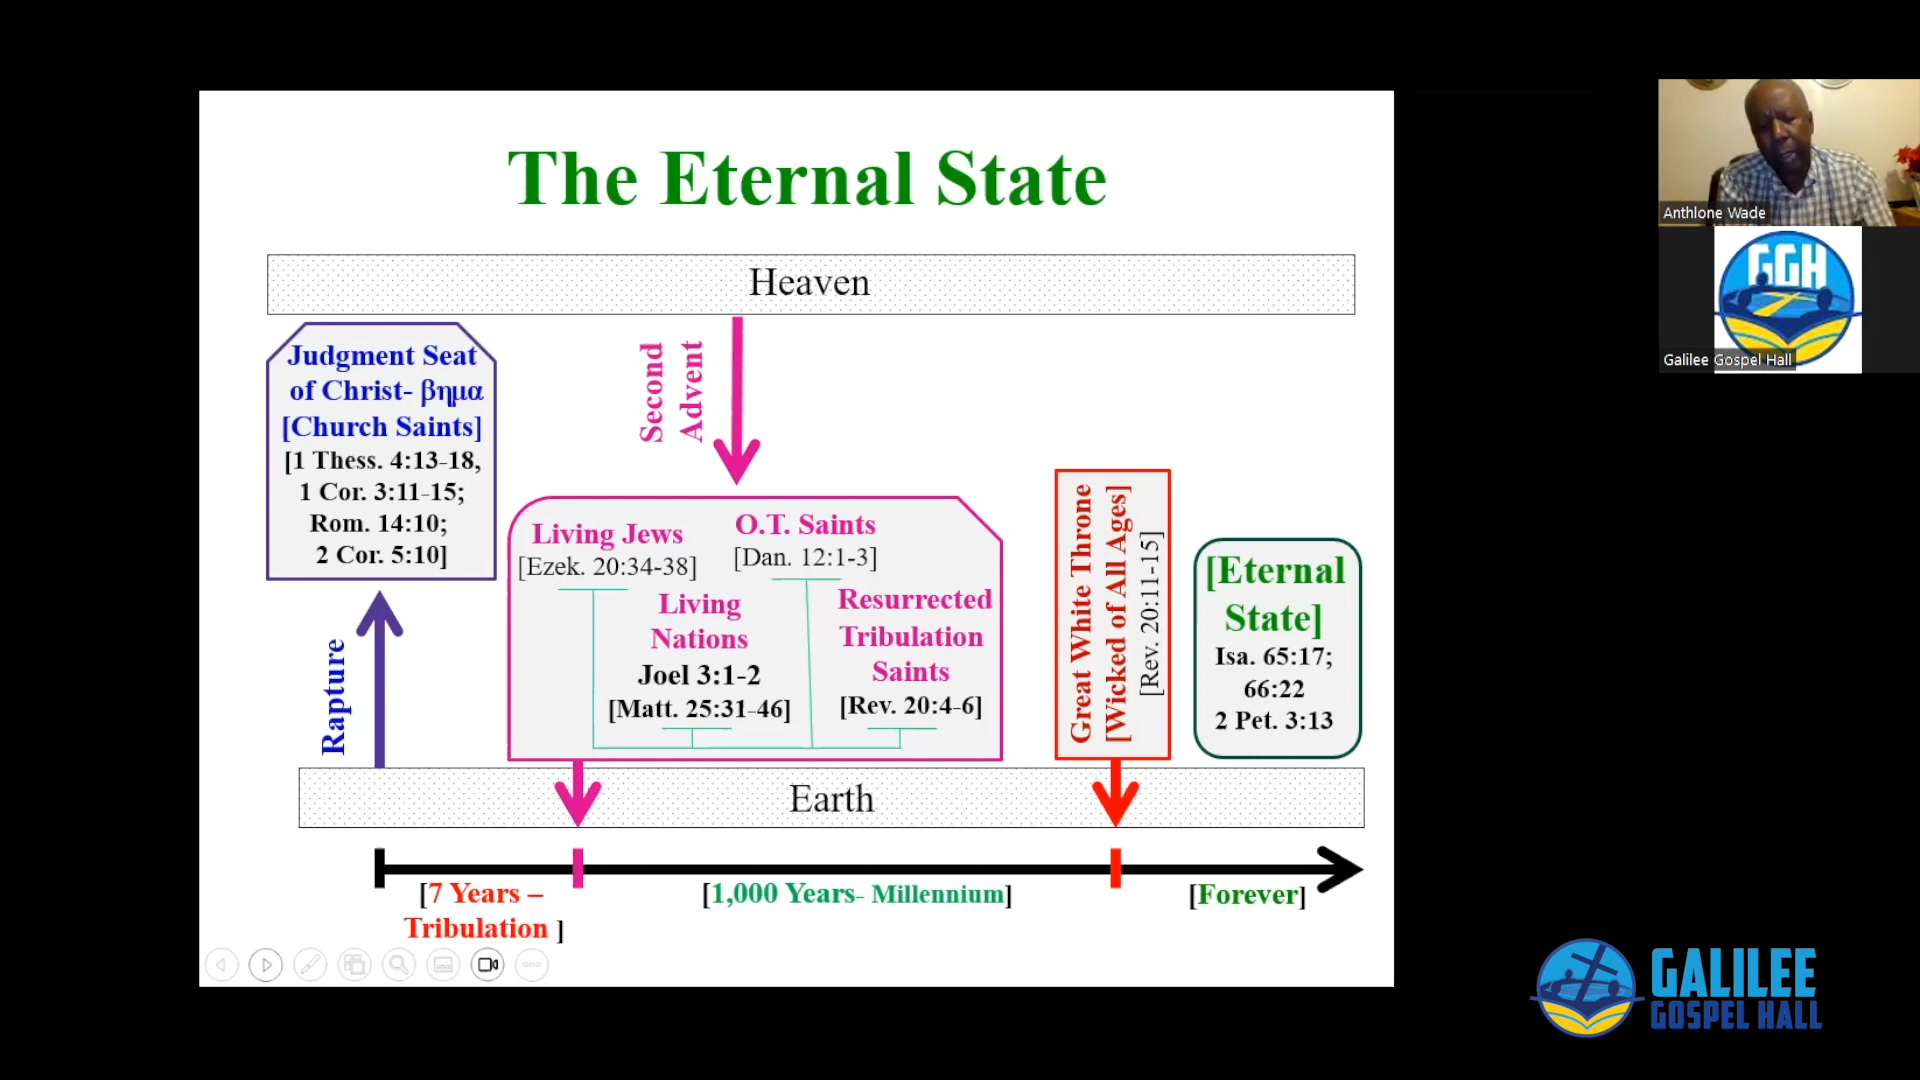 The Eternal State
Heaven
Judgment Seat
of Christ- βημα
[Church Saints]
[1 Thess. 4:13-18,
1 Cor. 3:11-15;
Rom. 14:10;
2 Cor. 5:10]
Rapture
Second
Advent
Living Jews
[Ezek. 20:34-38]
O.T. Saints
[Dan. 12:1-3]
Living
Nations
Joel 3:1-2
[Matt. 25:31-46]
Resurrected
Tribulation
Saints
[Rev. 20:4-6]
Great White Throne
[Wicked of All Ages]
[Rev. 20:11-15]
[Eternal
State]
Isa. 65:17;
66:22
2 Pet. 3:13
Earth
[7 Years –
Tribulation ]
[1,000 Years- Millennium]
[Forever]
Anthlone Wade
GGH
Galilee Gospel Hall
GALILEE
GOSPEL HALL